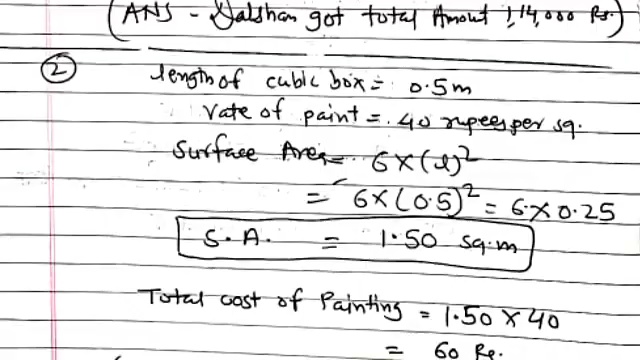 (ANS - Dalshan got total Amount 1,14,000 Rs.)
② length of cubic box = 0.5m
rate of paint = 40 rupees per sq.
Surface Area = 6 × (l)²
= 6 × (0.5)² = 6 × 0.25
S.A. = 1.50 sq.m
Total cost of Painting = 1.50 × 40
= 60 Rs.